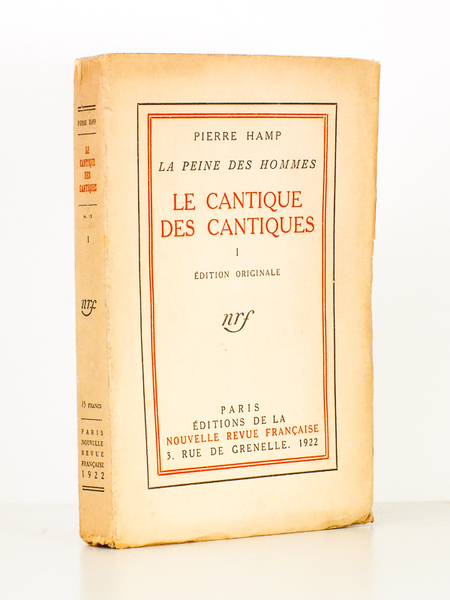 PIERRE HAMP
LE
CANTIQUE
DES
CANTIQUES
I
nrf
15 FRANCS
PARIS
NOUVELLE
REVUE
FRANÇAISE
1922
PIERRE HAMP
LA PEINE DES HOMMES
LE CANTIQUE
DES CANTIQUES
I
ÉDITION ORIGINALE
nrf
PARIS
ÉDITIONS DE LA
NOUVELLE REVUE FRANÇAISE
3, RUE DE GRENELLE. 1922